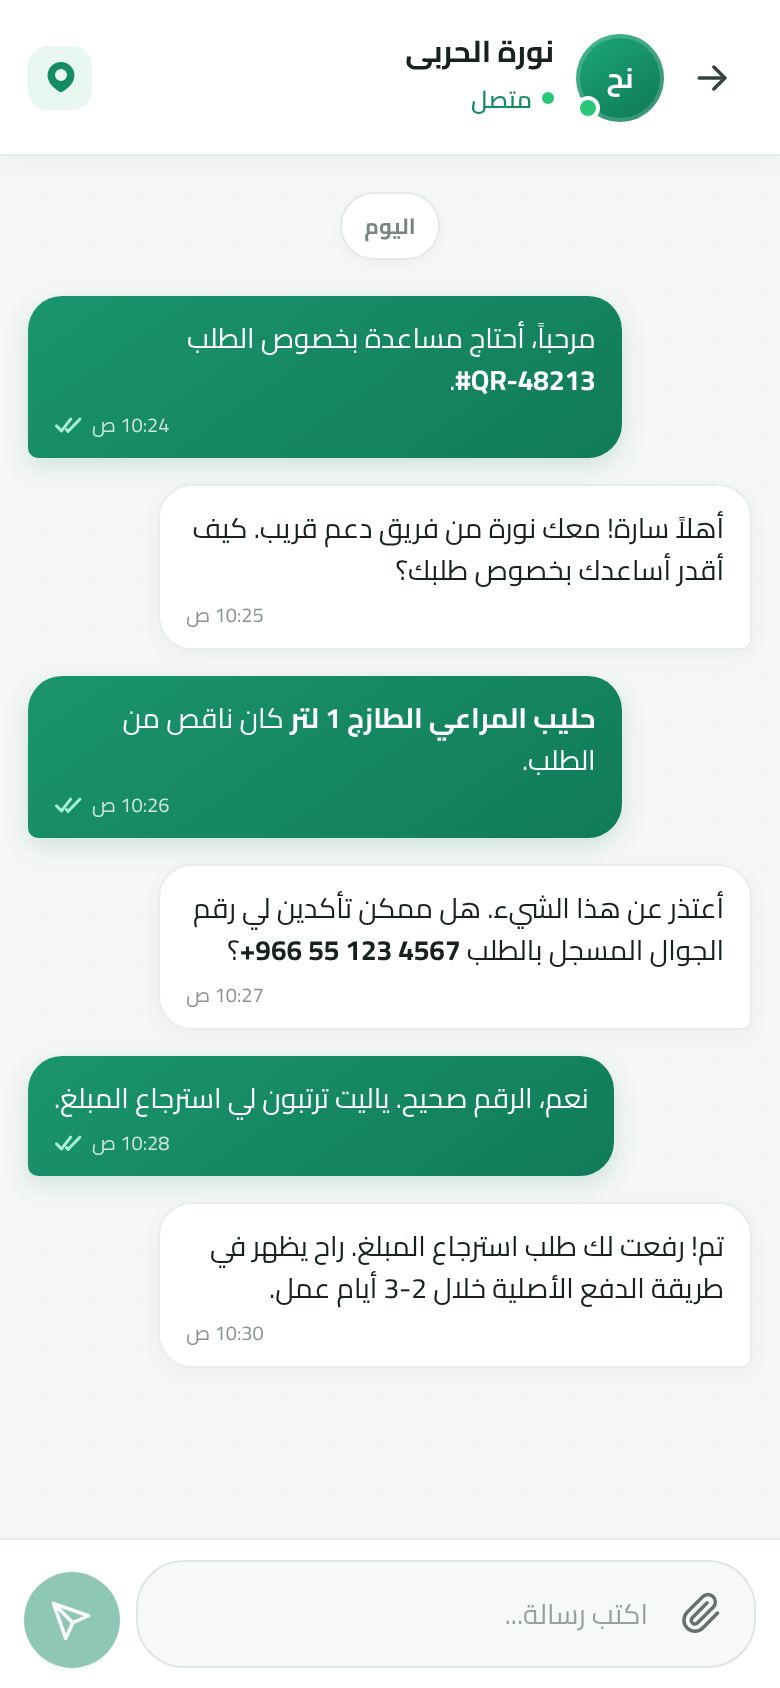 نورة الحربي
متصل
نح
اليوم
مرحباً، أحتاج مساعدة بخصوص الطلب
#QR-48213.
10:24 ص
أهلاً سارة! معك نورة من فريق دعم قريب. كيف
أقدر أساعدك بخصوص طلبك؟
10:25 ص
حليب المراعي الطازج 1 لتر كان ناقص من
الطلب.
10:26 ص
أعتذر عن هذا الشيء. هل ممكن تأكدين لي رقم
الجوال المسجل بالطلب +966 55 123 4567؟
10:27 ص
نعم، الرقم صحيح. ياليت ترتبون لي استرجاع المبلغ.
10:28 ص
تم! رفعت لك طلب استرجاع المبلغ. راح يظهر في
طريقة الدفع الأصلية خلال 2-3 أيام عمل.
10:30 ص
اكتب رسالة...